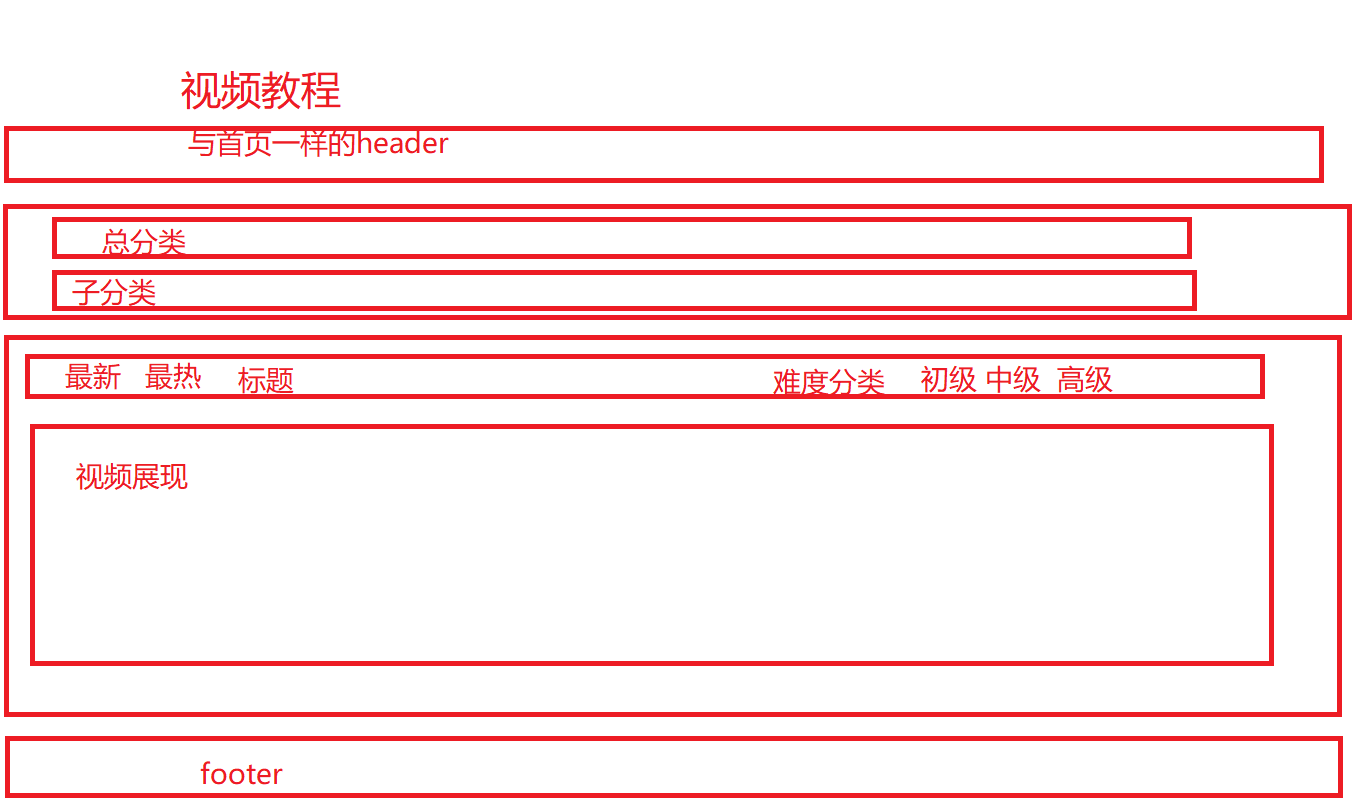 视频教程
与首页一样的header
总分类
子分类
最新 最热 标题 难度分类 初级 中级 高级
视频展现
footer